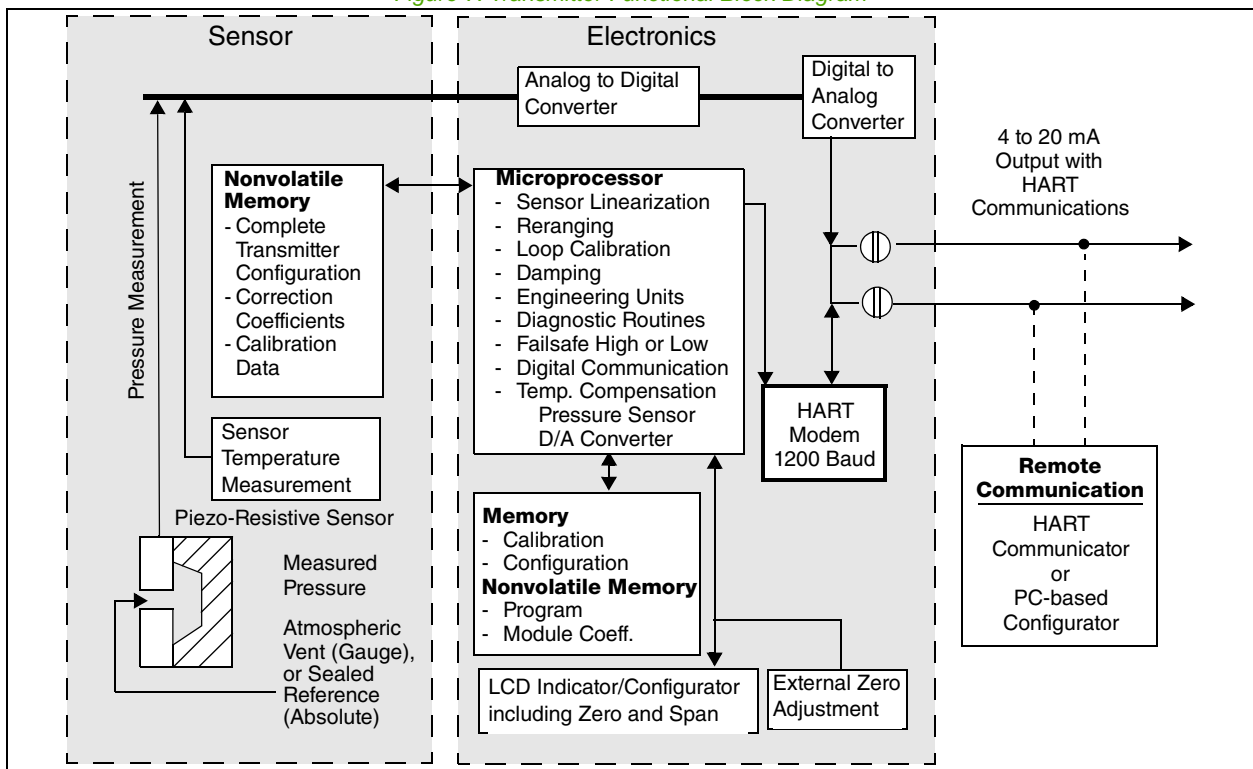 Figure 7. Transmitter Functional Block Diagram
Sensor
Electronics
Analog to Digital
Converter
Digital to
Analog
Converter
4 to 20 mA
Output with
HART
Communications
Pressure Measurement
Nonvolatile
Memory
- Complete
Transmitter
Configuration
- Correction
Coefficients
- Calibration
Data
Microprocessor
- Sensor Linearization
- Reranging
- Loop Calibration
- Damping
- Engineering Units
- Diagnostic Routines
- Failsafe High or Low
- Digital Communication
- Temp. Compensation
Pressure Sensor
D/A Converter
HART
Modem
1200 Baud
Sensor
Temperature
Measurement
Piezo-Resistive Sensor
Measured
Pressure
Atmospheric
Vent (Gauge),
or Sealed
Reference
(Absolute)
Memory
- Calibration
- Configuration
Nonvolatile Memory
- Program
- Module Coeff.
LCD Indicator/Configurator
including Zero and Span
External Zero
Adjustment
Remote
Communication
HART
Communicator
or
PC-based
Configurator